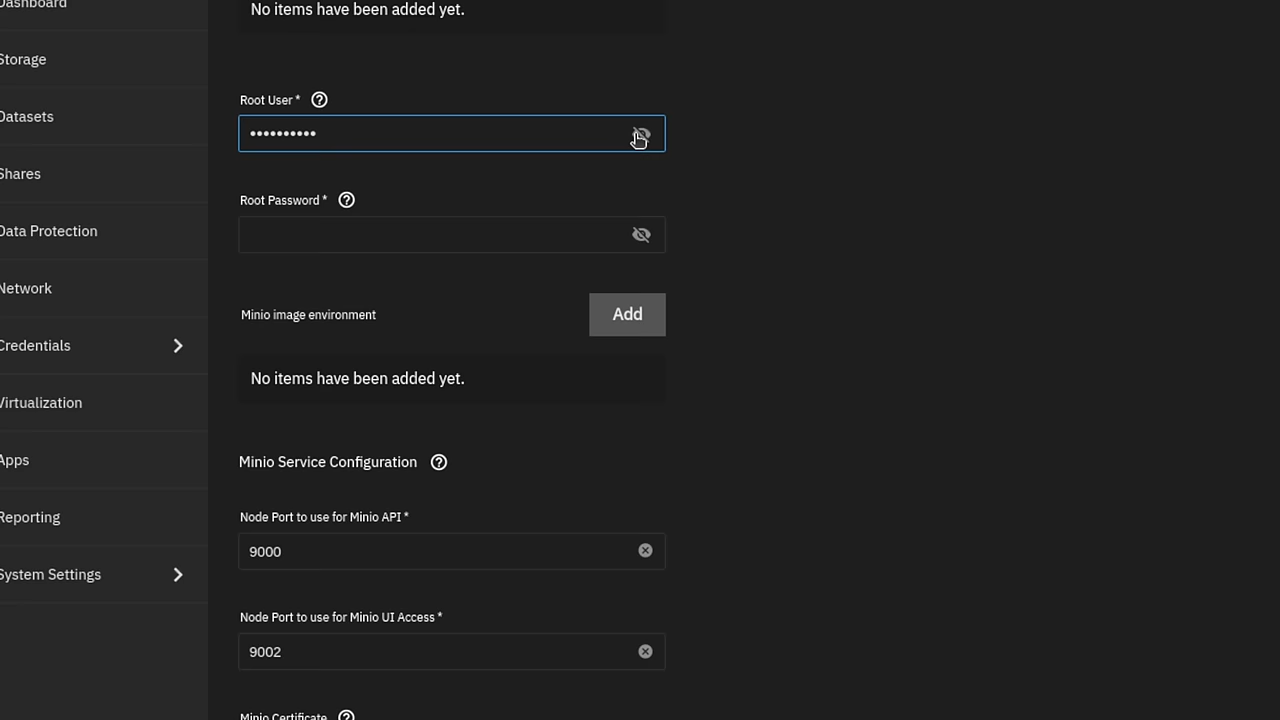 Dashboard
Storage
Datasets
Shares
Data Protection
Network
Credentials
Virtualization
Apps
Reporting
System Settings
No items have been added yet.
Root User *
••••••••••
Root Password *
Minio image environment
Add
No items have been added yet.
Minio Service Configuration
Node Port to use for Minio API *
9000
Node Port to use for Minio UI Access *
9002
Minio Certificate